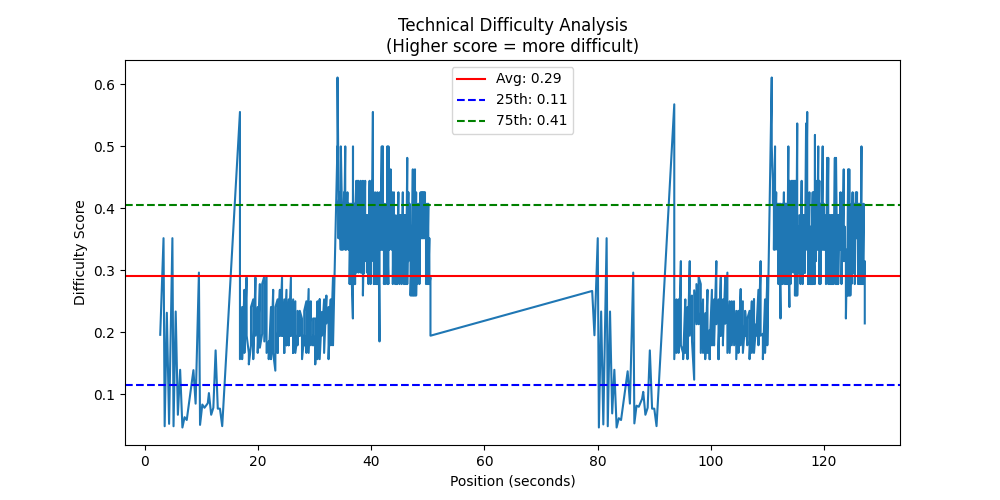 Technical Difficulty Analysis
(Higher score = more difficult)
Avg: 0.29
25th: 0.11
75th: 0.41
Difficulty Score
0.6
0.5
0.4
0.3
0.2
0.1
0 20 40 60 80 100 120
Position (seconds)